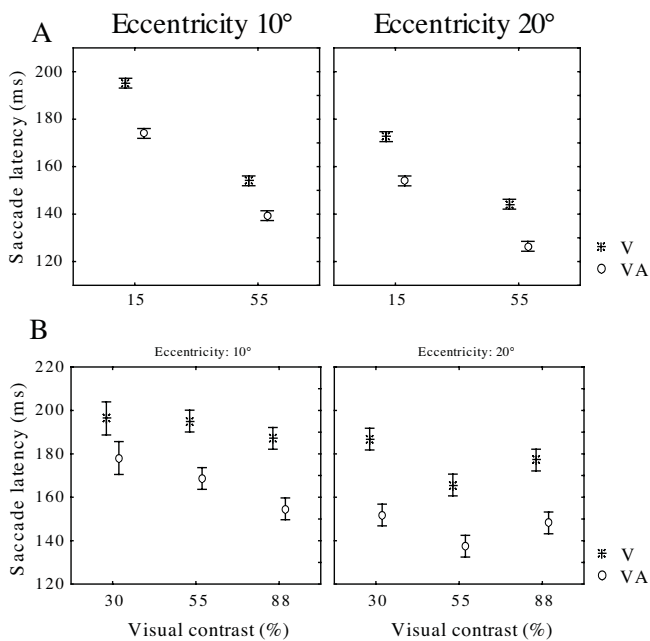 A
Eccentricity 10°
Eccentricity 20°
Saccade latency (ms)
200
180
160
140
120
15
55
15
55
V
VA
B
Eccentricity: 10°
Eccentricity: 20°
Saccade latency (ms)
220
200
180
160
140
120
30
55
88
30
55
88
V
VA
Visual contrast (%)
Visual contrast (%)